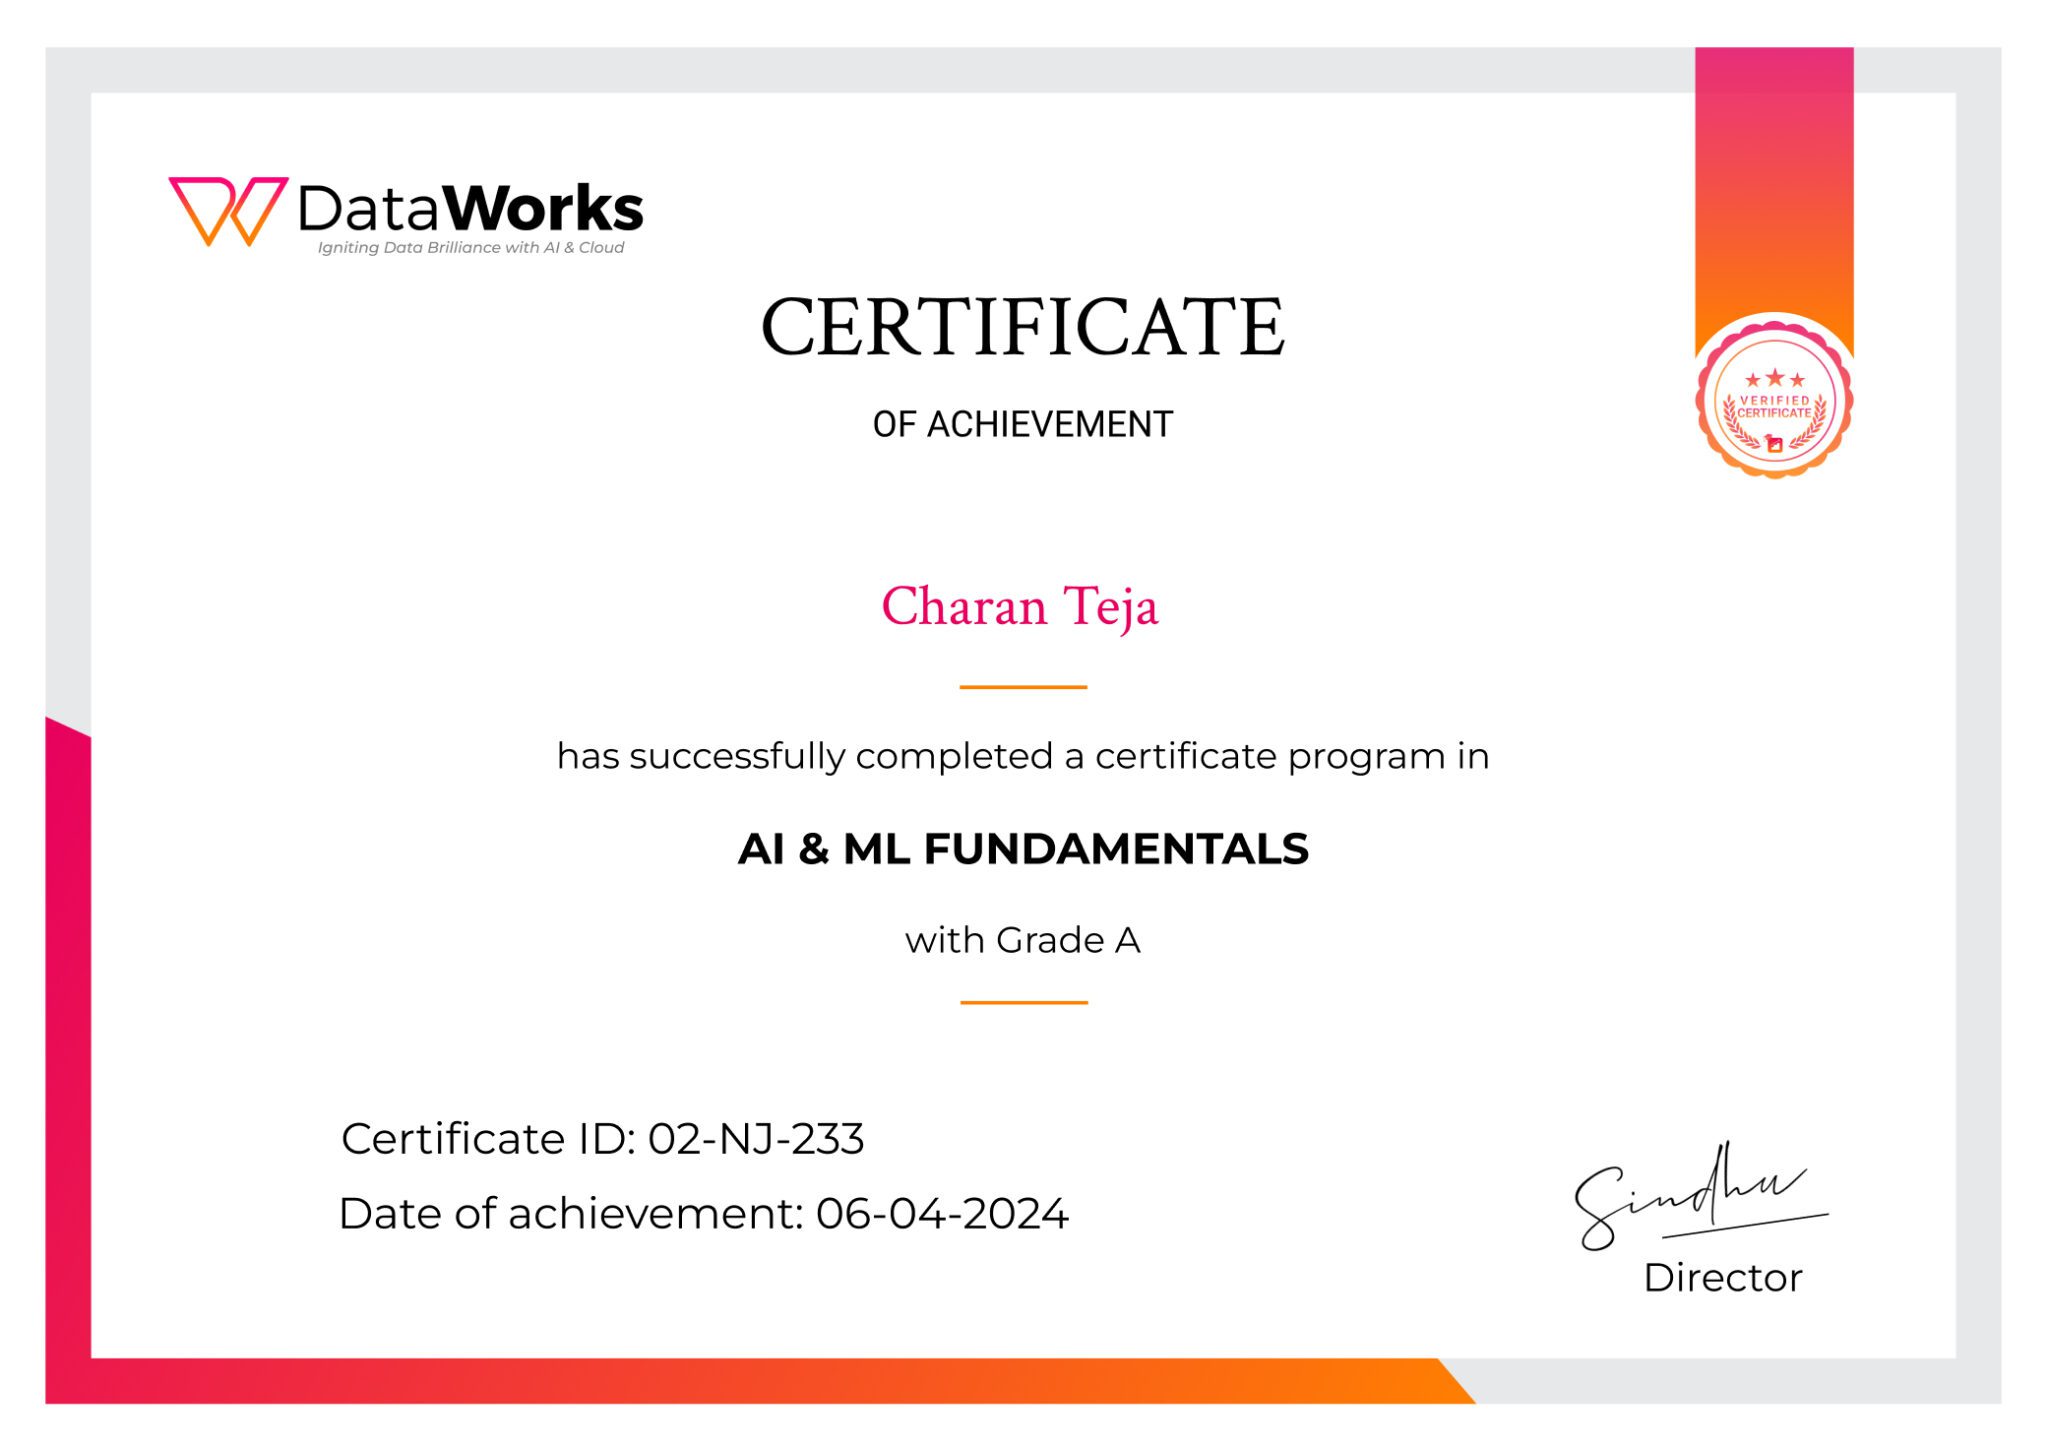 DataWorks
Igniting Data Brilliance with AI & Cloud
CERTIFICATE
OF ACHIEVEMENT
VERIFIED
CERTIFICATE
Charan Teja
has successfully completed a certificate program in
AI & ML FUNDAMENTALS
with Grade A
Certificate ID: 02-NJ-233
Date of achievement: 06-04-2024
Sindhu
Director